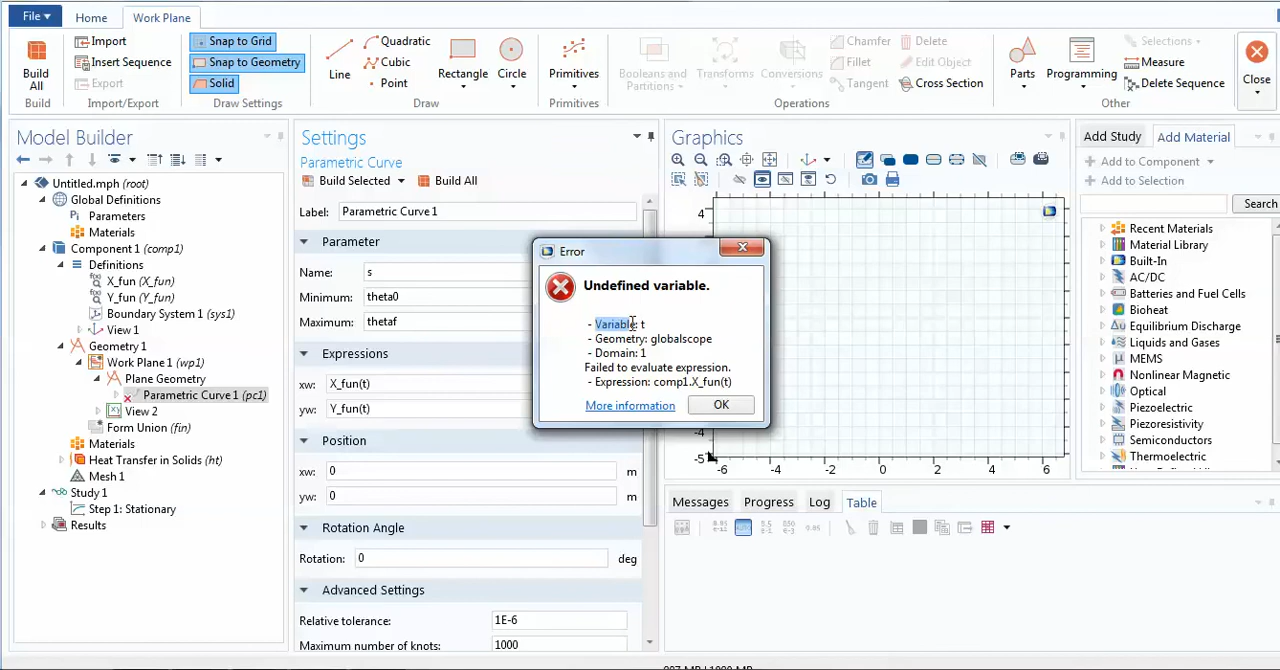 File
Home
Work Plane
Build All
Build
Import
Insert Sequence
Export
Import/Export
Snap to Grid
Snap to Geometry
Solid
Draw Settings
Line
Quadratic
Cubic
Point
Rectangle
Circle
Draw
Primitives
Primitives
Booleans and Partitions
Transforms
Conversions
Chamfer
Fillet
Tangent
Delete
Edit Object
Cross Section
Operations
Parts
Programming
Selections
Measure
Delete Sequence
Other
Close
Close
Model Builder
Untitled.mph (root)
Global Definitions
Pi Parameters
Materials
Component 1 (comp1)
Definitions
f(x) X_fun (X_fun)
f(x) Y_fun (Y_fun)
Boundary System 1 (sys1)
View 1
Geometry 1
Work Plane 1 (wp1)
Plane Geometry
Parametric Curve 1 (pc1)
View 2
Form Union (fin)
Materials
Heat Transfer in Solids (ht)
Mesh 1
Study 1
Step 1: Stationary
Results
Settings
Parametric Curve
Build Selected
Build All
Label: Parametric Curve 1
Parameter
Name: s
Minimum: theta0
Maximum: thetaf
Expressions
xw: X_fun(t)
yw: Y_fun(t)
Position
xw: 0 m
yw: 0 m
Rotation Angle
Rotation: 0 deg
Advanced Settings
Relative tolerance: 1E-6
Maximum number of knots: 1000
Error
Undefined variable.
- Variable: t
- Geometry: globalscope
- Domain: 1
Failed to evaluate expression.
- Expression: comp1.X_fun(t)
More information
OK
Graphics
4
-4
-5
-6 -4 -2 0 2 4 6
Messages
Progress
Log
Table
Add Study
Add Material
Add to Component
Add to Selection
Search
Recent Materials
Material Library
Built-In
AC/DC
Batteries and Fuel Cells
Bioheat
Equilibrium Discharge
Liquids and Gases
MEMS
Nonlinear Magnetic
Optical
Piezoelectric
Piezoresistivity
Semiconductors
Thermoelectric